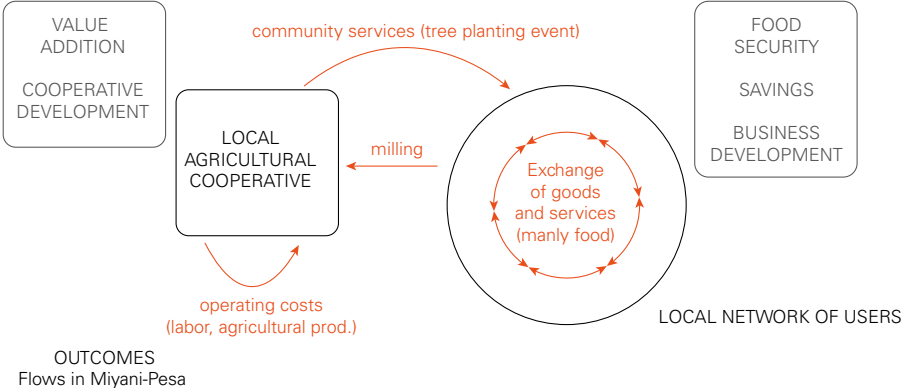 VALUE
ADDITION
COOPERATIVE
DEVELOPMENT
community services (tree planting event)
FOOD
SECURITY
SAVINGS
BUSINESS
DEVELOPMENT
LOCAL
AGRICULTURAL
COOPERATIVE
milling
Exchange
of goods
and services
(manly food)
operating costs
(labor, agricultural prod.)
LOCAL NETWORK OF USERS
OUTCOMES
Flows in Miyani-Pesa